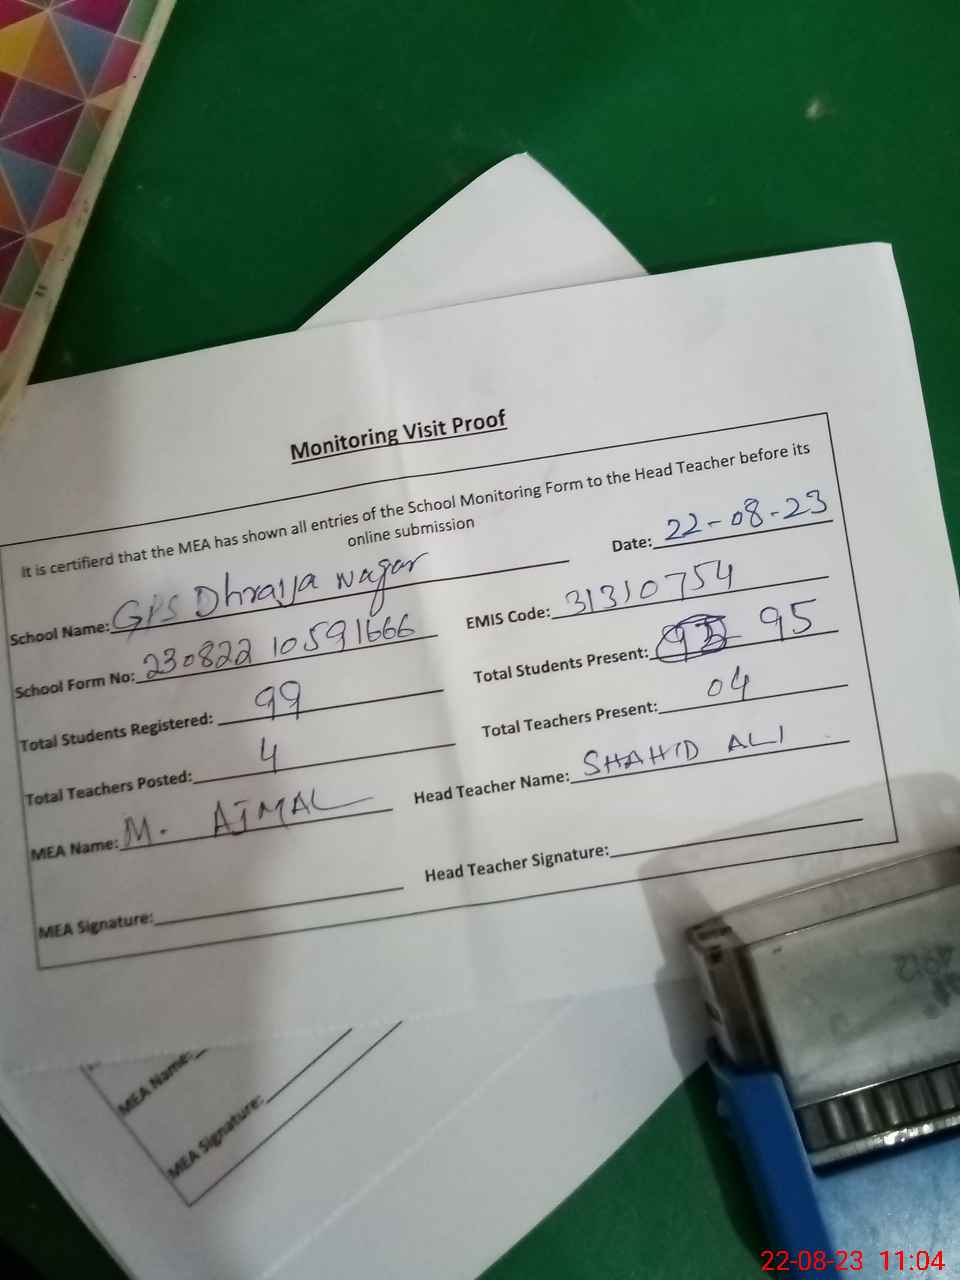 Monitoring Visit Proof
It is certifierd that the MEA has shown all entries of the School Monitoring Form to the Head Teacher before its
online submission
Date: 22-08-23
School Name: GPS Dhraija nagar
EMIS Code: 31310754
School Form No: 230822 10591666
Total Students Present: 95
Total Students Registered: 99
Total Teachers Present: 04
Total Teachers Posted: 4
Head Teacher Name: SHAHID ALI
MEA Name: M. AJMAL
Head Teacher Signature:
MEA Signature:
MEA Name:
MEA Signature:
4912
22-08-23 11:04